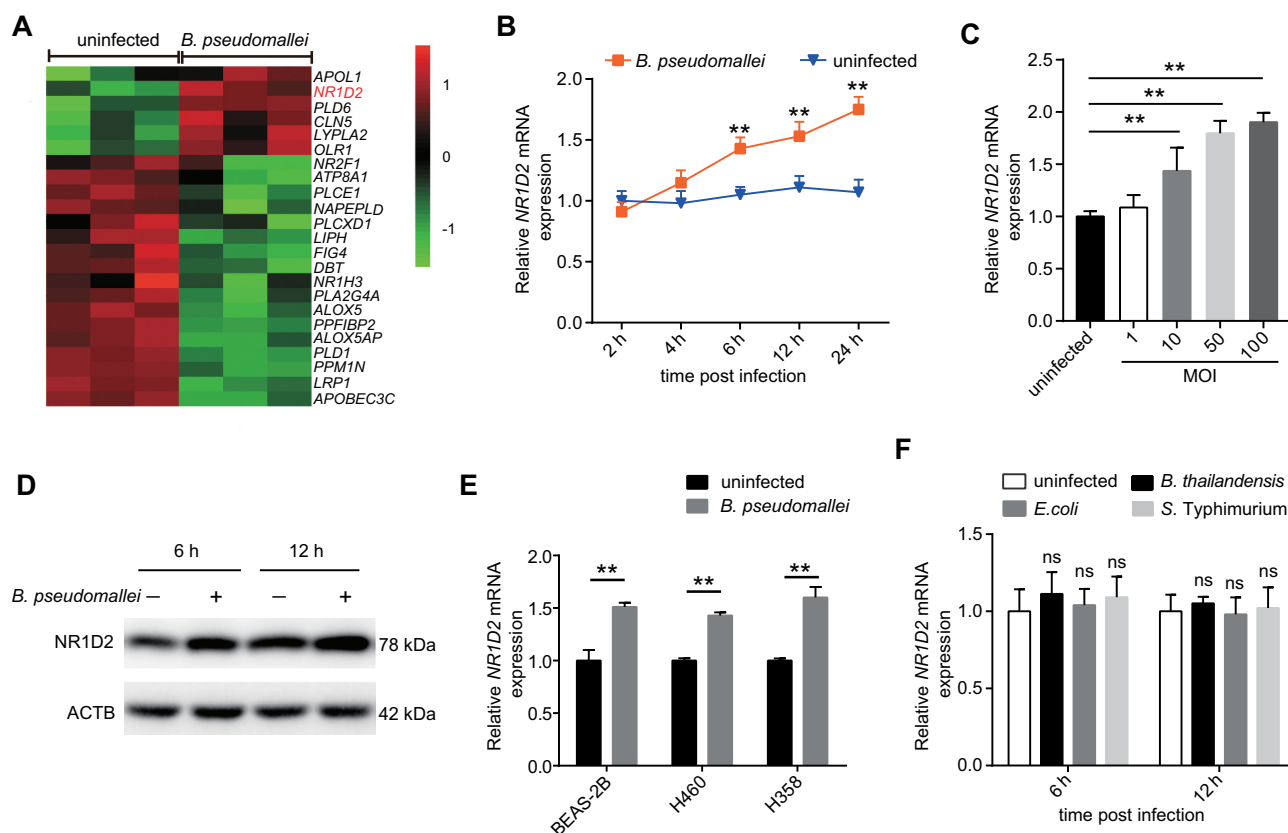 A
uninfected B. pseudomallei
APOL1
NR1D2
PLD6
CLN5
LYPLA2
OLR1
NR2F1
ATP8A1
PLCE1
NAPEPLD
PLCXD1
LIPH
FIG4
DBT
NR1H3
PLA2G4A
ALOX5
PPFIBP2
ALOX5AP
PLD1
PPM1N
LRP1
APOBEC3C
1
0
-1
B
B. pseudomallei uninfected
Relative NR1D2 mRNA
expression
2.0
1.5
1.0
0.5
0.0
** ** **
2 h 4 h 6 h 12 h 24 h
time post infection
C
Relative NR1D2 mRNA
expression
2.5
2.0
1.5
1.0
0.5
0.0
**
**
**
uninfected 1 10 50 100
MOI
D
6 h 12 h
B. pseudomallei − + − +
NR1D2 78 kDa
ACTB 42 kDa
E
uninfected
B. pseudomallei
Relative NR1D2 mRNA
expression
2.0
1.5
1.0
0.5
0.0
** ** **
BEAS-2B H460 H358
F
uninfected B. thailandensis
E.coli S. Typhimurium
Relative NR1D2 mRNA
expression
1.5
1.0
0.5
0.0
ns ns ns ns ns ns
6 h 12 h
time post infection